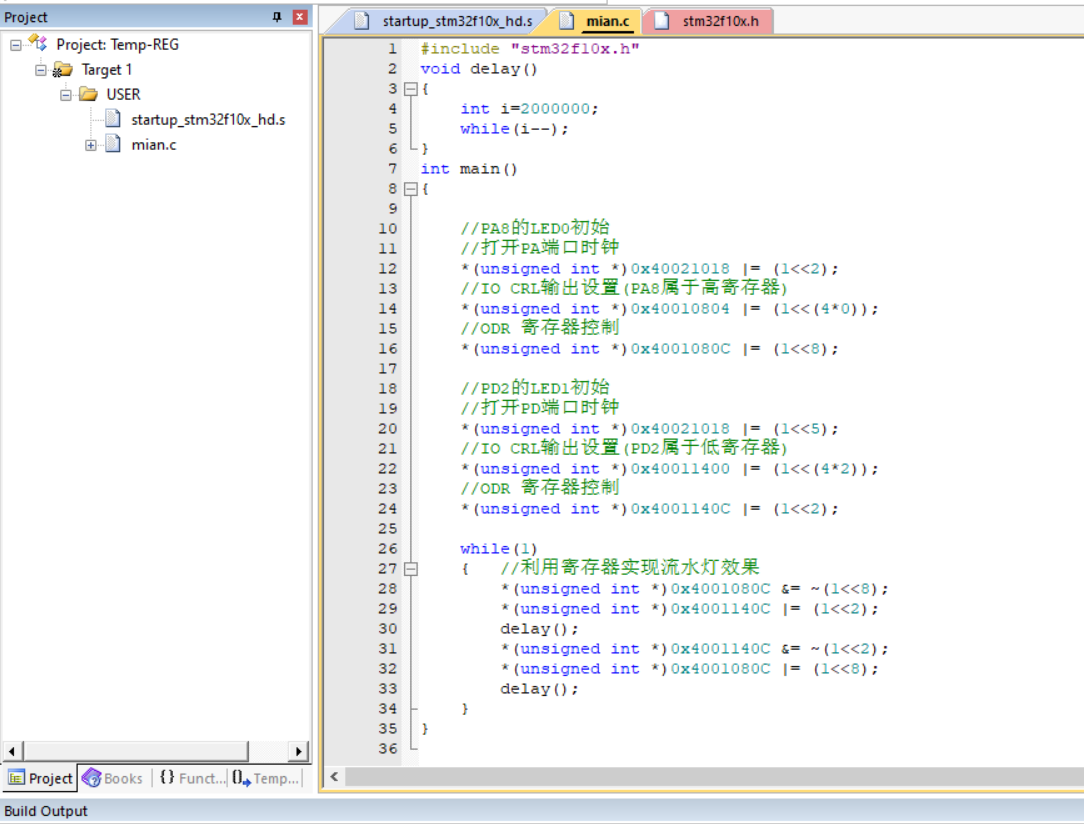 Project
Project: Temp-REG
Target 1
USER
startup_stm32f10x_hd.s
mian.c
Project
Books
{} Funct...
Temp...
startup_stm32f10x_hd.s
mian.c
stm32f10x.h
1 #include "stm32f10x.h"
2 void delay()
3 {
4 int i=2000000;
5 while(i--);
6 }
7 int main()
8 {
9
10 //PA8的LED0初始
11 //打开PA端口时钟
12 *(unsigned int *)0x40021018 |= (1<<2);
13 //IO CRL输出设置(PA8属于高寄存器)
14 *(unsigned int *)0x40010804 |= (1<<(4*0));
15 //ODR 寄存器控制
16 *(unsigned int *)0x4001080C |= (1<<8);
17
18 //PD2的LED1初始
19 //打开PD端口时钟
20 *(unsigned int *)0x40021018 |= (1<<5);
21 //IO CRL输出设置(PD2属于低寄存器)
22 *(unsigned int *)0x40011400 |= (1<<(4*2));
23 //ODR 寄存器控制
24 *(unsigned int *)0x4001140C |= (1<<2);
25
26 while(1)
27 { //利用寄存器实现流水灯效果
28 *(unsigned int *)0x4001080C &= ~(1<<8);
29 *(unsigned int *)0x4001140C |= (1<<2);
30 delay();
31 *(unsigned int *)0x4001140C &= ~(1<<2);
32 *(unsigned int *)0x4001080C |= (1<<8);
33 delay();
34 }
35 }
36
Build Output